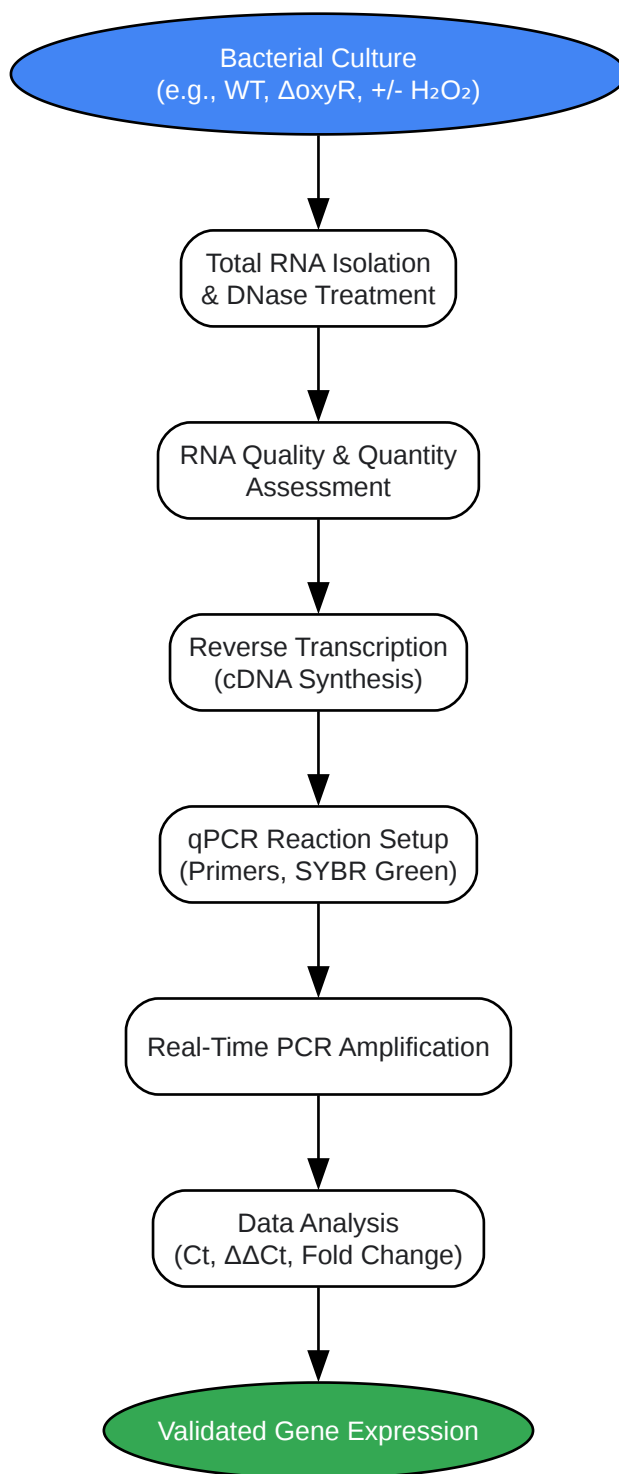 Bacterial Culture
(e.g., WT, ΔoxyR, +/- H₂O₂)
Total RNA Isolation
& DNase Treatment
RNA Quality & Quantity
Assessment
Reverse Transcription
(cDNA Synthesis)
qPCR Reaction Setup
(Primers, SYBR Green)
Real-Time PCR Amplification
Data Analysis
(Ct, ΔΔCt, Fold Change)
Validated Gene Expression